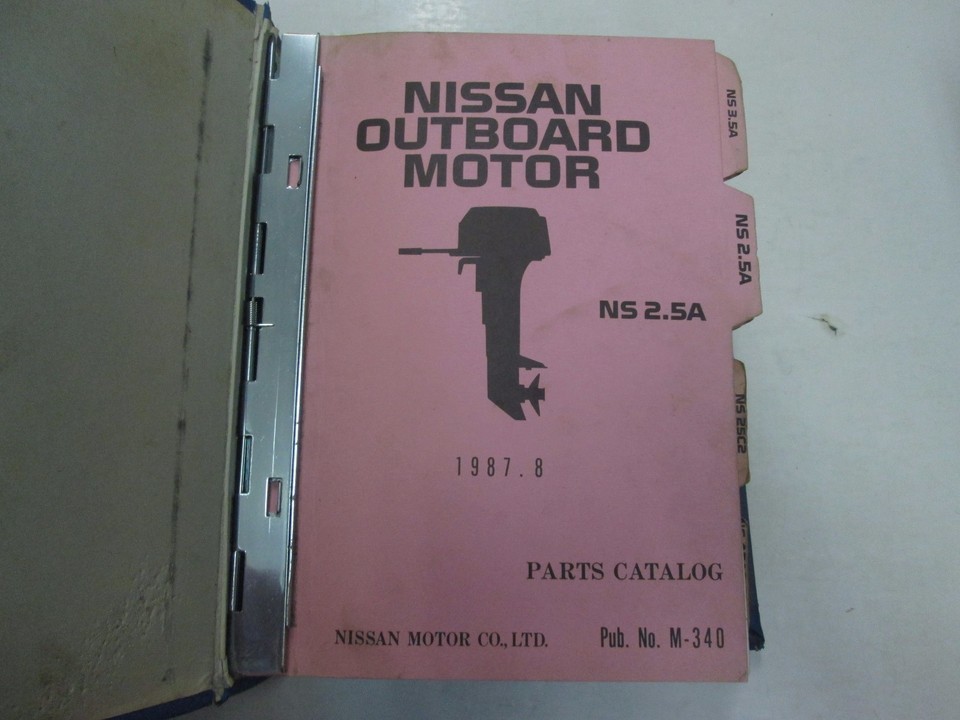 NISSAN
OUTBOARD
MOTOR
NS 2.5A
1987.8
PARTS CATALOG
NISSAN MOTOR CO., LTD.
Pub. No. M-340
NS 3.5A
NS 2.5A
NS 25C2